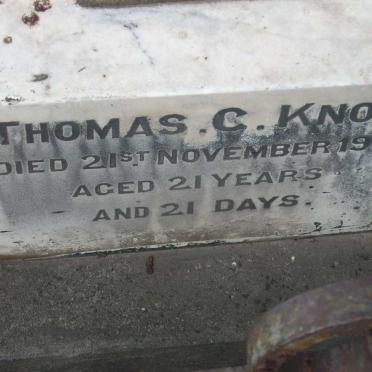 THOMAS . C . KNO
DIED 21ST NOVEMBER 19
AGED 21 YEARS
AND 21 DAYS.